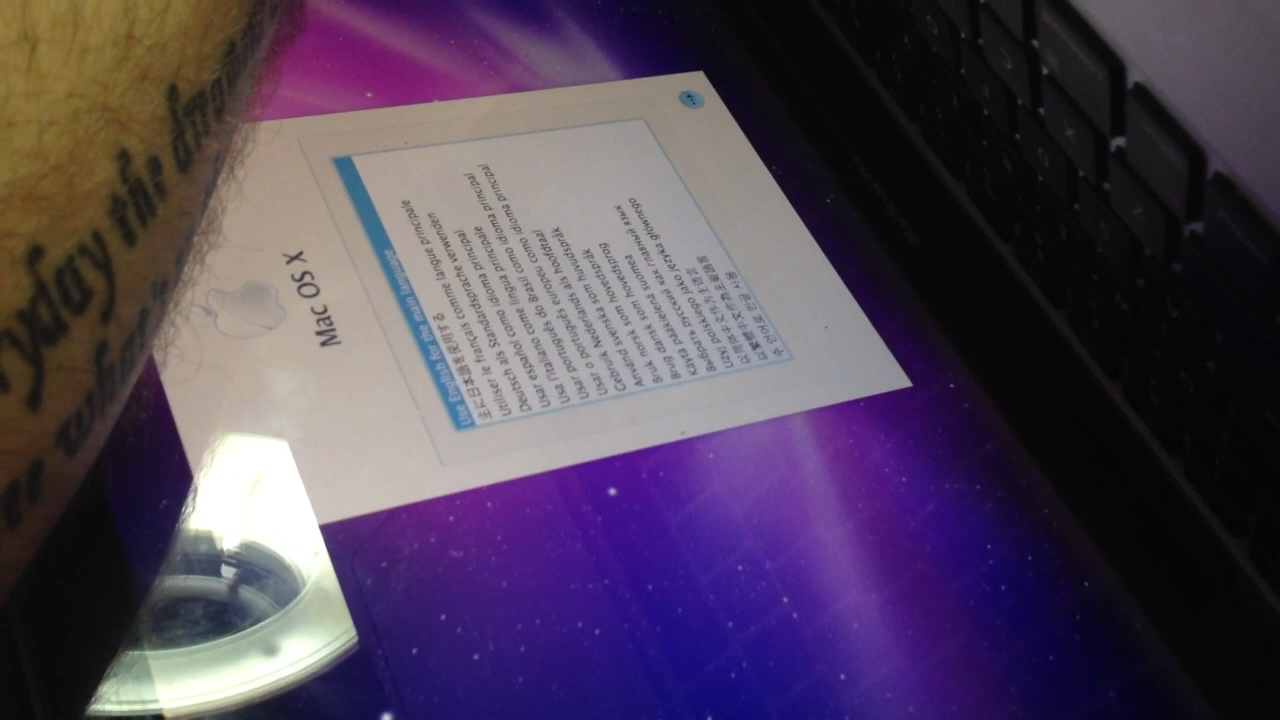 Mac OS X
Use English for the main language
主に日本語を使用する
Utiliser le français comme langue principale
Deutsch als Standardsprache verwenden
Usar español como idioma principal
Usa l'italiano come lingua principale
Usar o português do Brasil como idioma principal
Usar o português europeu como idioma principal
Gebruik Nederlands als hoofdtaal
Använd svenska som huvudspråk
Bruk norsk som hovedspråk
Brug dansk som hovedsprog
Käytä pääkielenä suomea
Выбрать русский как главный язык
Użyj polskiego jako języka głównego
以简体中文作为主语言
以繁體中文作為主要語言
주 언어로 한글 사용
yday the
what